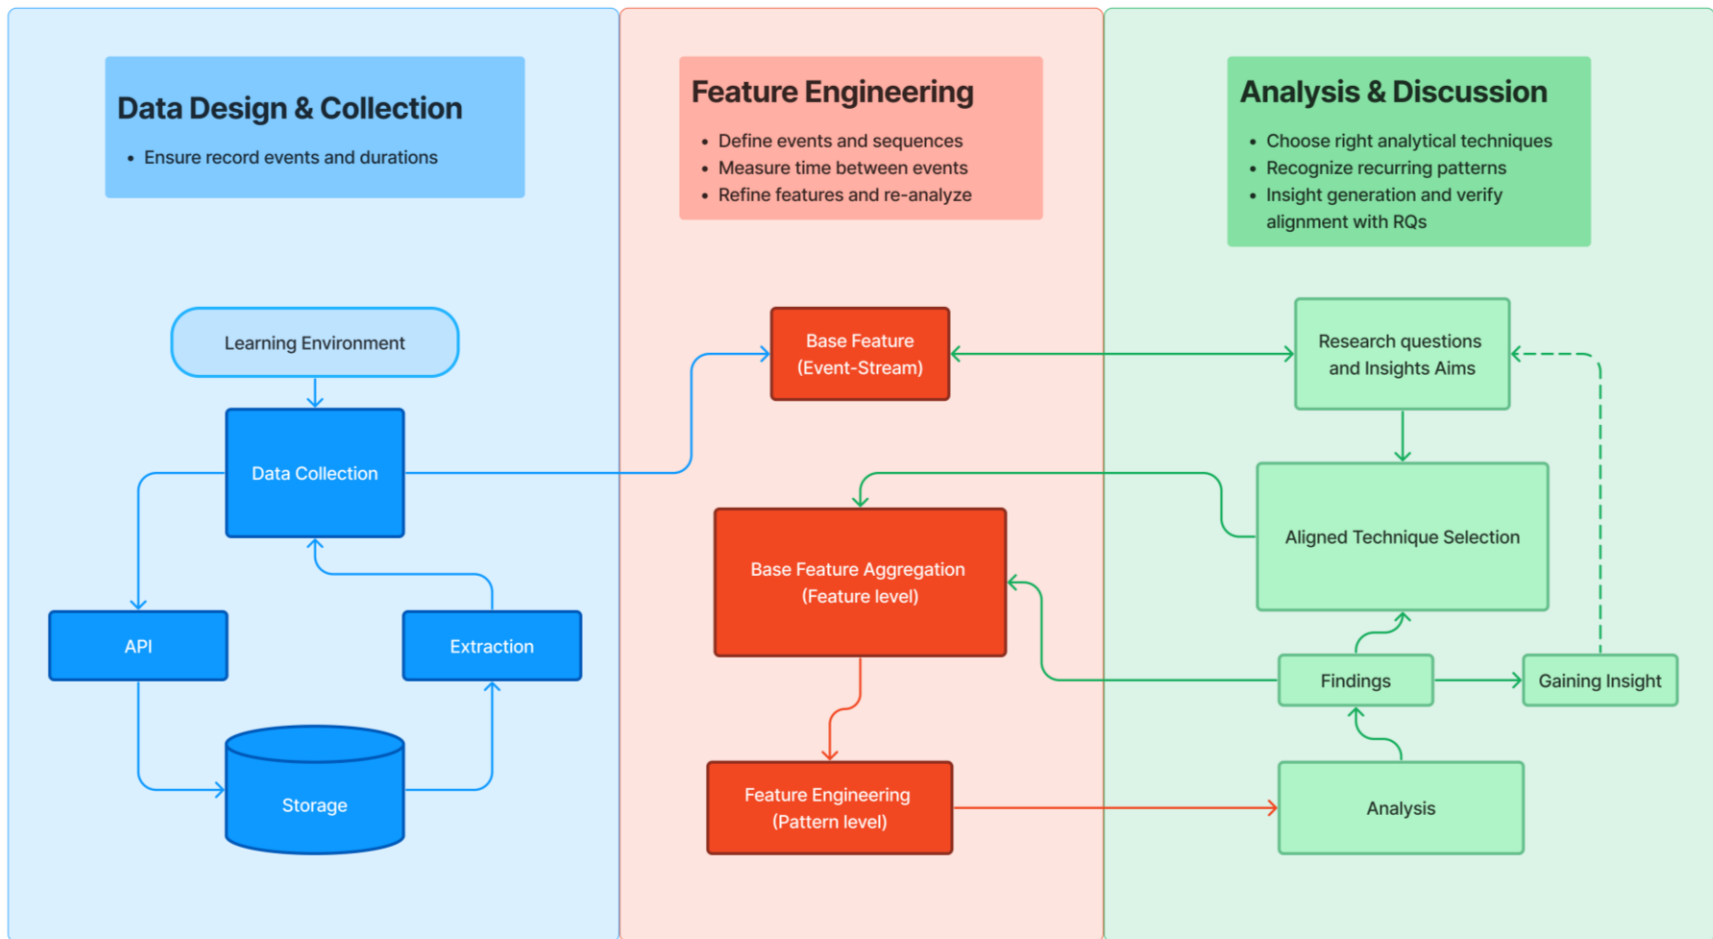 Data Design & Collection
• Ensure record events and durations
Feature Engineering
• Define events and sequences
• Measure time between events
• Refine features and re-analyze
Analysis & Discussion
• Choose right analytical techniques
• Recognize recurring patterns
• Insight generation and verify
alignment with RQs
Learning Environment
Data Collection
API
Extraction
Storage
Base Feature
(Event-Stream)
Base Feature Aggregation
(Feature level)
Feature Engineering
(Pattern level)
Research questions
and Insights Aims
Aligned Technique Selection
Findings
Gaining Insight
Analysis